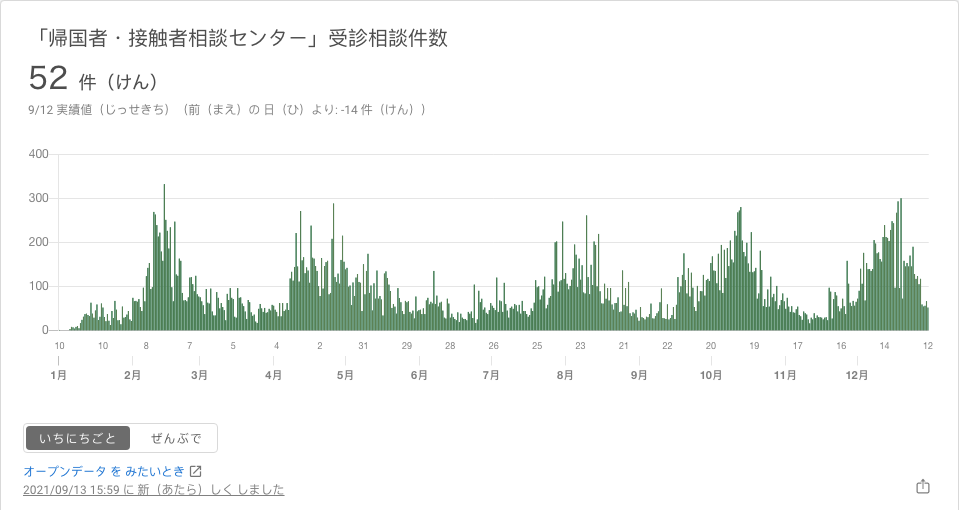 「帰国者・接触者相談センター」受診相談件数
52 件（けん）
9/12 実績値（じっせきち）（前（まえ）の 日（ひ）より: -14 件（けん））
400
300
200
100
0
10 10 8 7 5 4 2 31 29 28 26 25 23 21 22 20 19 17 16 14 12
1月 2月 3月 4月 5月 6月 7月 8月 9月 10月 11月 12月
いちにちごと ぜんぶで
オープンデータ を みたいとき
2021/09/13 15:59 に 新（あたら）しく しました